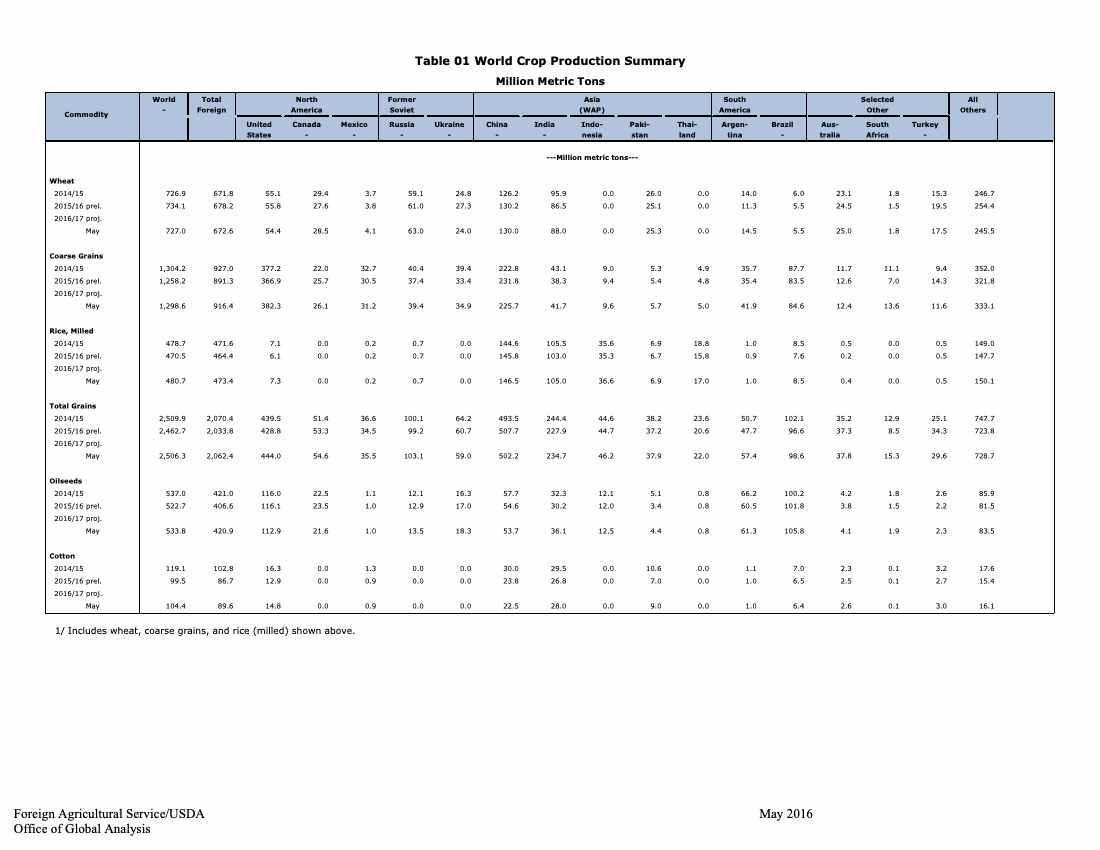 Table 01 World Crop Production Summary
Million Metric Tons
World Total North Former Asia South Selected All
- Foreign America Soviet (WAP) America Other Others
Commodity
United Canada Mexico Russia Ukraine China India Indo- Paki- Thai- Argen- Brazil Aus- South Turkey
States - - - - - - nesia stan land tina - tralia Africa -
---Million metric tons---
Wheat
2014/15 726.9 671.8 55.1 29.4 3.7 59.1 24.8 126.2 95.9 0.0 26.0 0.0 14.0 6.0 23.1 1.8 15.3 246.7
2015/16 prel. 734.1 678.2 55.8 27.6 3.8 61.0 27.3 130.2 86.5 0.0 25.1 0.0 11.3 5.5 24.5 1.5 19.5 254.4
2016/17 proj.
May 727.0 672.6 54.4 28.5 4.1 63.0 24.0 130.0 88.0 0.0 25.3 0.0 14.5 5.5 25.0 1.8 17.5 245.5
Coarse Grains
2014/15 1,304.2 927.0 377.2 22.0 32.7 40.4 39.4 222.8 43.1 9.0 5.3 4.9 35.7 87.7 11.7 11.1 9.4 352.0
2015/16 prel. 1,258.2 891.3 366.9 25.7 30.5 37.4 33.4 231.8 38.3 9.4 5.4 4.8 35.4 83.5 12.6 7.0 14.3 321.8
2016/17 proj.
May 1,298.6 916.4 382.3 26.1 31.2 39.4 34.9 225.7 41.7 9.6 5.7 5.0 41.9 84.6 12.4 13.6 11.6 333.1
Rice, Milled
2014/15 478.7 471.6 7.1 0.0 0.2 0.7 0.0 144.6 105.5 35.6 6.9 18.8 1.0 8.5 0.5 0.0 0.5 149.0
2015/16 prel. 470.5 464.4 6.1 0.0 0.2 0.7 0.0 145.8 103.0 35.3 6.7 15.8 0.9 7.6 0.2 0.0 0.5 147.7
2016/17 proj.
May 480.7 473.4 7.3 0.0 0.2 0.7 0.0 146.5 105.0 36.6 6.9 17.0 1.0 8.5 0.4 0.0 0.5 150.1
Total Grains
2014/15 2,509.9 2,070.4 439.5 51.4 36.6 100.1 64.2 493.5 244.4 44.6 38.2 23.6 50.7 102.1 35.2 12.9 25.1 747.7
2015/16 prel. 2,462.7 2,033.8 428.8 53.3 34.5 99.2 60.7 507.7 227.9 44.7 37.2 20.6 47.7 96.6 37.3 8.5 34.3 723.8
2016/17 proj.
May 2,506.3 2,062.4 444.0 54.6 35.5 103.1 59.0 502.2 234.7 46.2 37.9 22.0 57.4 98.6 37.8 15.3 29.6 728.7
Oilseeds
2014/15 537.0 421.0 116.0 22.5 1.1 12.1 16.3 57.7 32.3 12.1 5.1 0.8 66.2 100.2 4.2 1.8 2.6 85.9
2015/16 prel. 522.7 406.6 116.1 23.5 1.0 12.9 17.0 54.6 30.2 12.0 3.4 0.8 60.5 101.8 3.8 1.5 2.2 81.5
2016/17 proj.
May 533.8 420.9 112.9 21.6 1.0 13.5 18.3 53.7 36.1 12.5 4.4 0.8 61.3 105.8 4.1 1.9 2.3 83.5
Cotton
2014/15 119.1 102.8 16.3 0.0 1.3 0.0 0.0 30.0 29.5 0.0 10.6 0.0 1.1 7.0 2.3 0.1 3.2 17.6
2015/16 prel. 99.5 86.7 12.9 0.0 0.9 0.0 0.0 23.8 26.8 0.0 7.0 0.0 1.0 6.5 2.5 0.1 2.7 15.4
2016/17 proj.
May 104.4 89.6 14.8 0.0 0.9 0.0 0.0 22.5 28.0 0.0 9.0 0.0 1.0 6.4 2.6 0.1 3.0 16.1
1/ Includes wheat, coarse grains, and rice (milled) shown above.
Foreign Agricultural Service/USDA May 2016
Office of Global Analysis